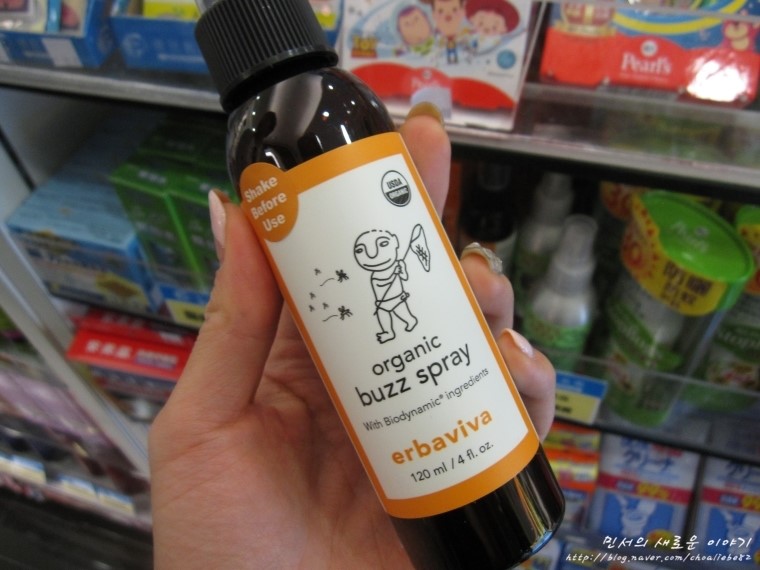 Pearl's
Shake
Before
Use
USDA
ORGANIC
organic
buzz spray
With Biodynamic® ingredients
erbaviva
120 ml / 4 fl. oz.
민서의 새로운 이야기
http://blog.naver.com/choaliebe82